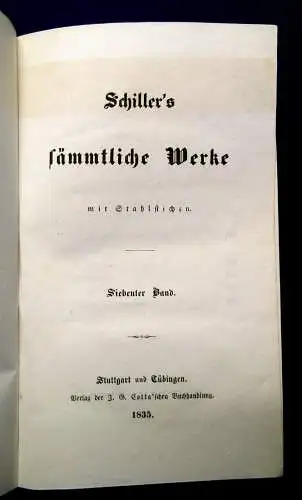 Schiller's
sämmtliche Werke
mit Stahlstichen.
Siebenter Band.
Stuttgart und Tübingen.
Verlag der J. G. Cotta'schen Buchhandlung.
1835.